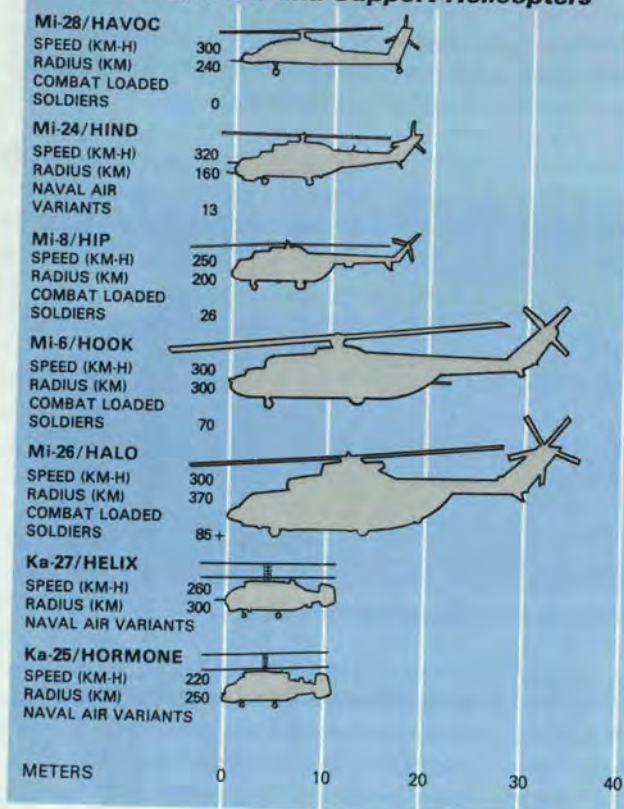 and Support Helicopters
Mi-28/HAVOC
SPEED (KM-H) 300
RADIUS (KM) 240
COMBAT LOADED
SOLDIERS 0
Mi-24/HIND
SPEED (KM-H) 320
RADIUS (KM) 160
NAVAL AIR
VARIANTS 13
Mi-8/HIP
SPEED (KM-H) 250
RADIUS (KM) 200
COMBAT LOADED
SOLDIERS 26
Mi-6/HOOK
SPEED (KM-H) 300
RADIUS (KM) 300
COMBAT LOADED
SOLDIERS 70
Mi-26/HALO
SPEED (KM-H) 300
RADIUS (KM) 370
COMBAT LOADED
SOLDIERS 85+
Ka-27/HELIX
SPEED (KM-H) 260
RADIUS (KM) 300
NAVAL AIR VARIANTS
Ka-25/HORMONE
SPEED (KM-H) 220
RADIUS (KM) 250
NAVAL AIR VARIANTS
METERS 0 10 20 30 40